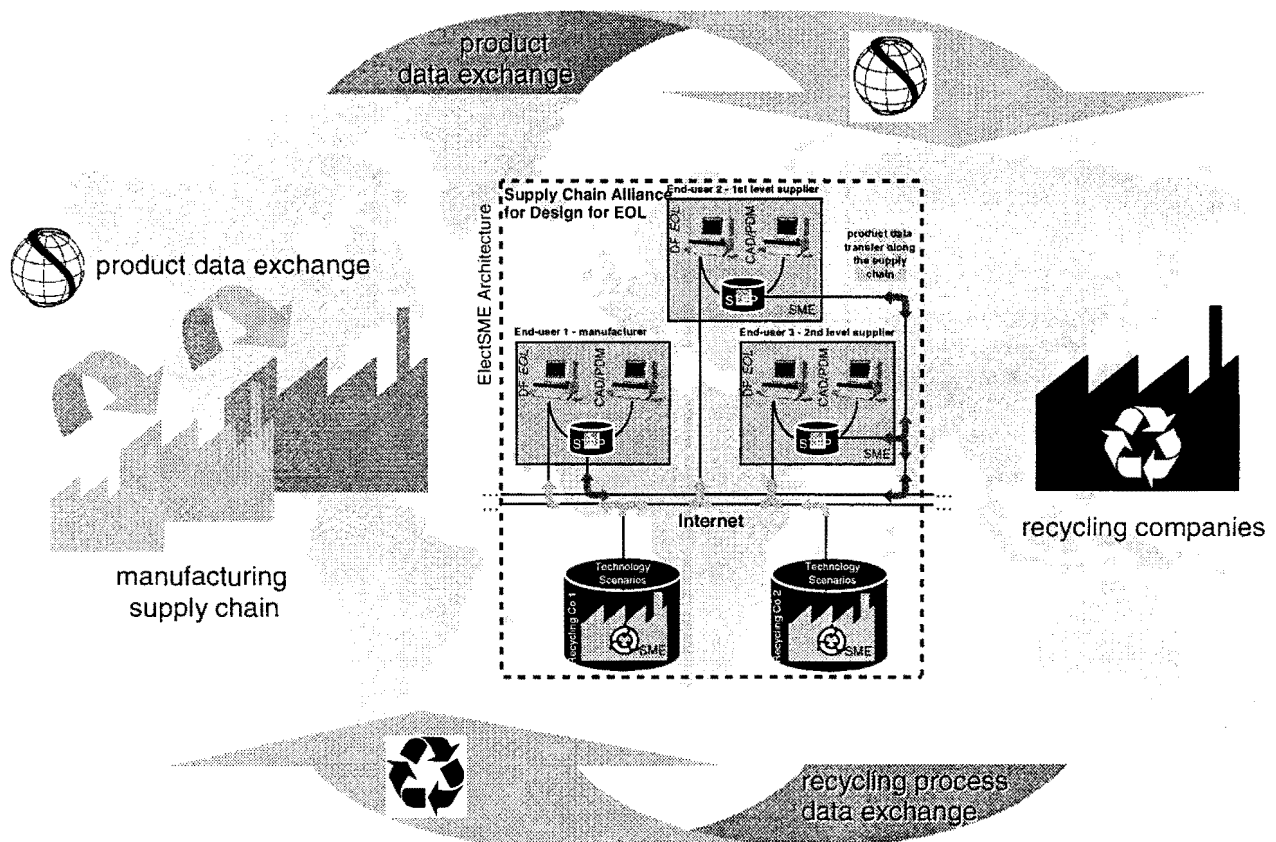 product
data exchange
product data exchange
manufacturing
supply chain
ElectSME Architecture
Supply Chain Alliance
for Design for EOL
End-user 2 - 1st level supplier
DF EOL
CAD/PDM
SME
product data
transfer along
the supply
chain
End-user 1 - manufacturer
DF EOL
CAD/PDM
End-user 3 - 2nd level supplier
DF EOL
CAD/PDM
SME
Internet
Technology
Scenarios
Recycling Co 1
SME
Technology
Scenarios
Recycling Co 2
SME
recycling companies
recycling process
data exchange